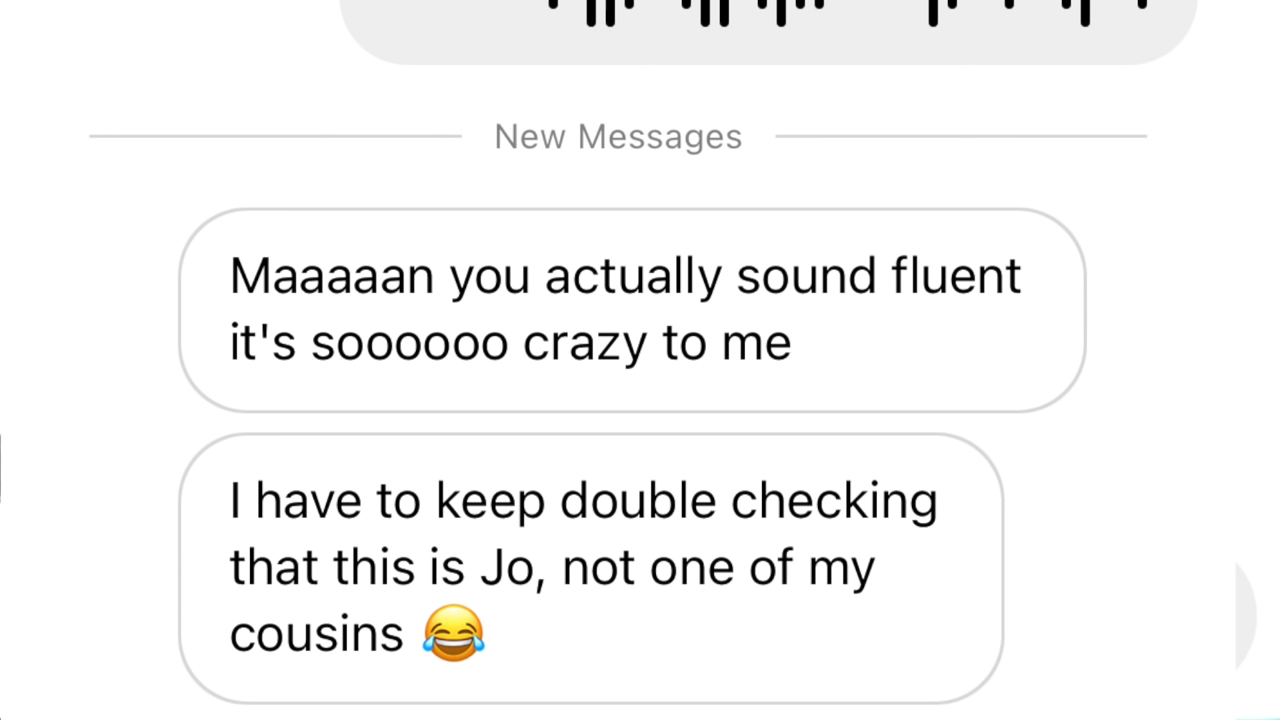 New Messages
Maaaaan you actually sound fluent
it's soooooo crazy to me
I have to keep double checking
that this is Jo, not one of my
cousins 😂